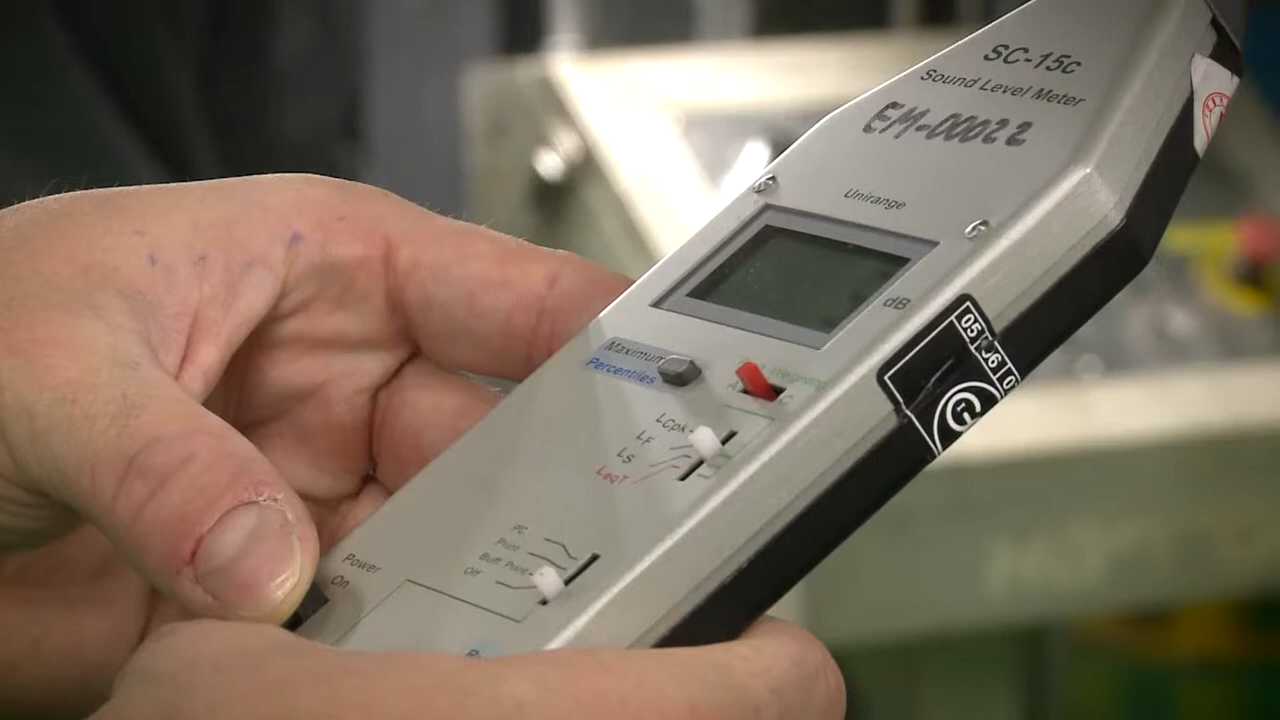 SC-15c
Sound Level Meter
EM-00022
Unirange
dB
Maximum
Percentiles
A
C
LCpk
LF
LS
LeqT
PC
Print
Buff Print
Off
Power
On
05 06